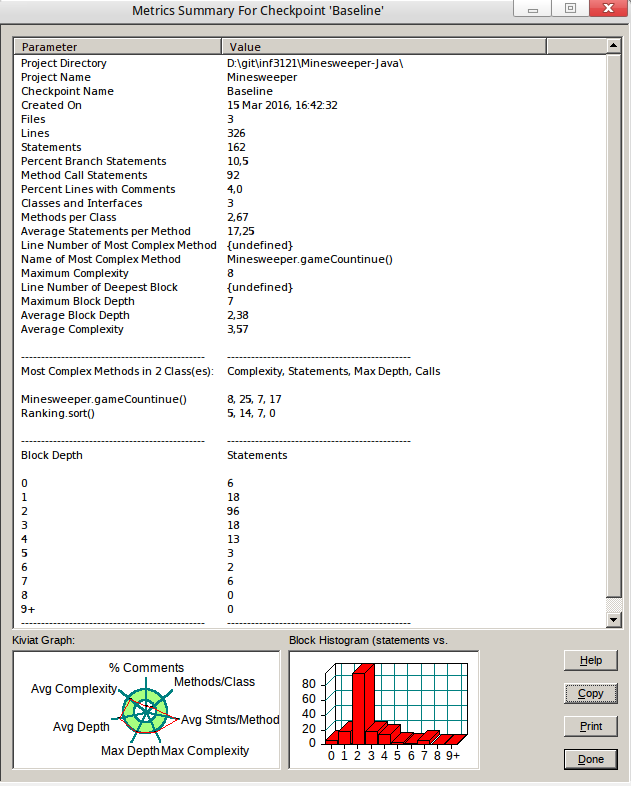 Metrics Summary For Checkpoint 'Baseline'
Parameter Value
Project Directory D:\git\inf3121\Minesweeper-Java\
Project Name Minesweeper
Checkpoint Name Baseline
Created On 15 Mar 2016, 16:42:32
Files 3
Lines 326
Statements 162
Percent Branch Statements 10,5
Method Call Statements 92
Percent Lines with Comments 4,0
Classes and Interfaces 3
Methods per Class 2,67
Average Statements per Method 17,25
Line Number of Most Complex Method {undefined}
Name of Most Complex Method Minesweeper.gameCountinue()
Maximum Complexity 8
Line Number of Deepest Block {undefined}
Maximum Block Depth 7
Average Block Depth 2,38
Average Complexity 3,57
---------------------------------------- ----------------------------------------
Most Complex Methods in 2 Class(es): Complexity, Statements, Max Depth, Calls
Minesweeper.gameCountinue() 8, 25, 7, 17
Ranking.sort() 5, 14, 7, 0
---------------------------------------- ----------------------------------------
Block Depth Statements
0 6
1 18
2 96
3 18
4 13
5 3
6 2
7 6
8 0
9+ 0
---------------------------------------- ----------------------------------------
Kiviat Graph:
% Comments
Methods/Class
Avg Complexity
Avg Stmts/Method
Avg Depth
Max Depth
Max Complexity
Block Histogram (statements vs.
80
60
40
20
0
0 1 2 3 4 5 6 7 8 9+
Help
Copy
Print
Done